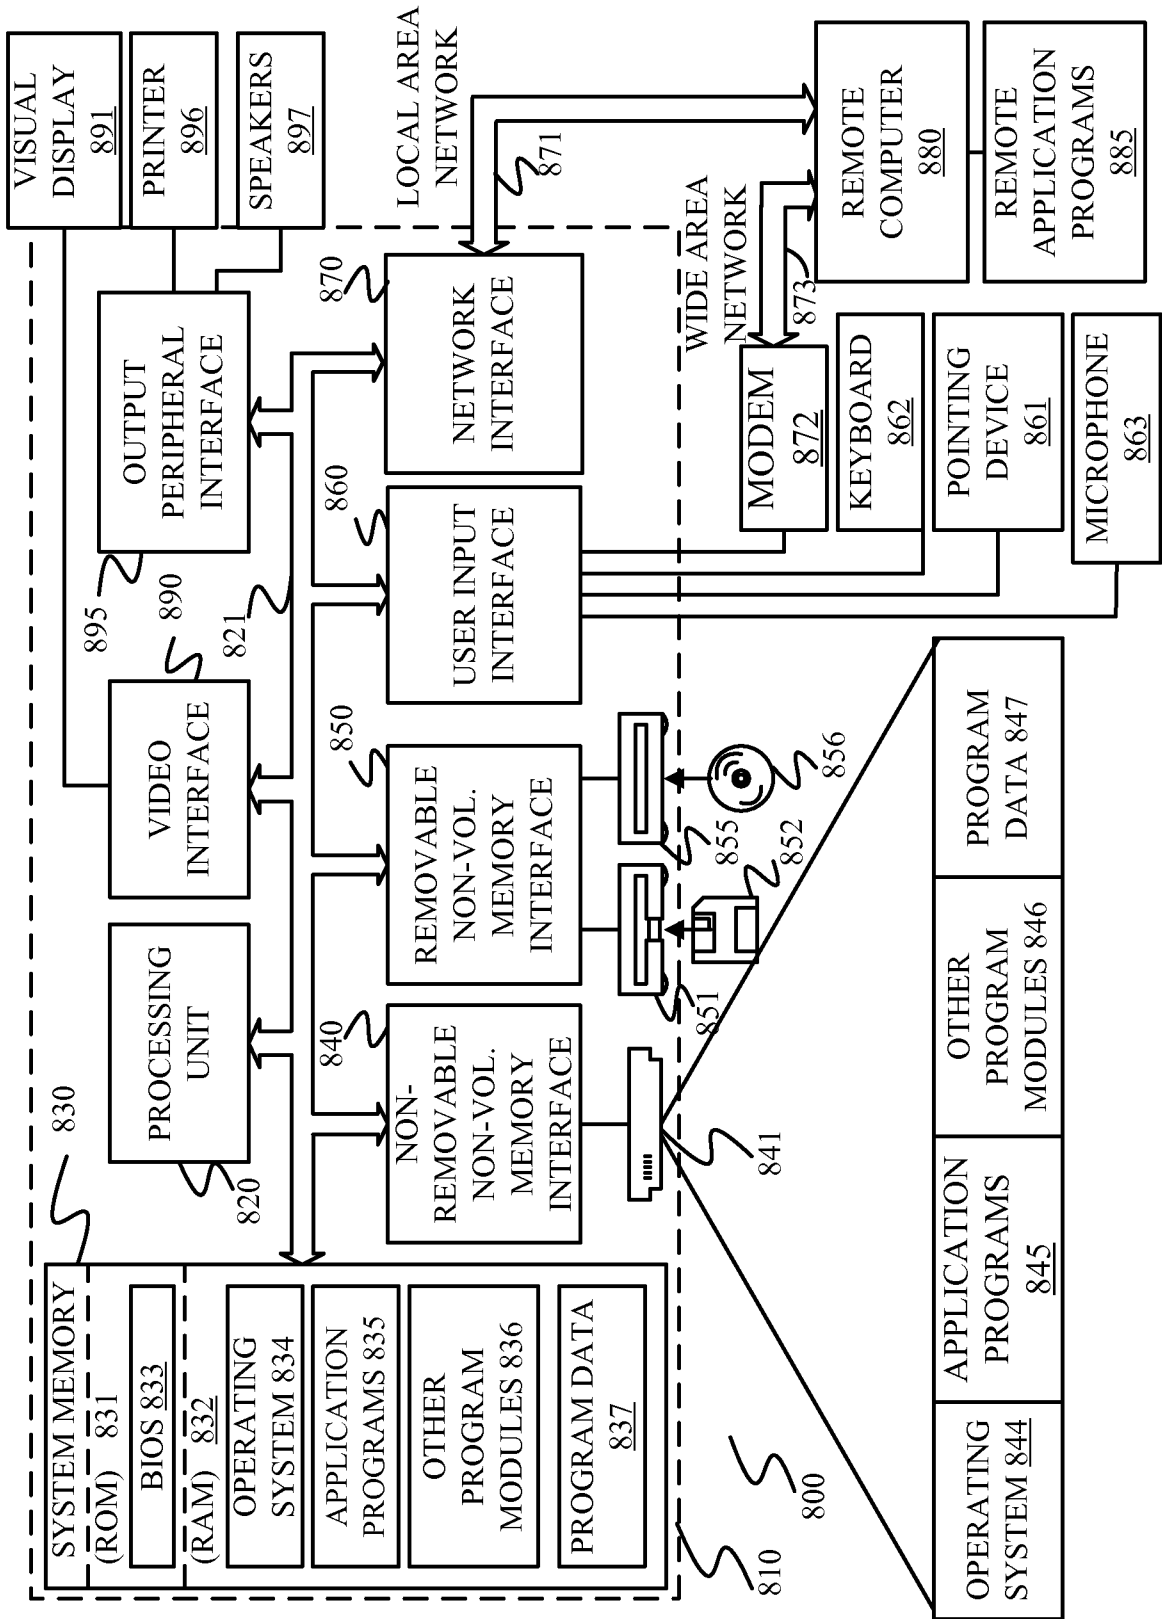 SYSTEM MEMORY
(ROM) 831
BIOS 833
(RAM) 832
OPERATING
SYSTEM 834
APPLICATION
PROGRAMS 835
OTHER
PROGRAM
MODULES 836
PROGRAM DATA
837
830
810
800
PROCESSING
UNIT
820
VIDEO
INTERFACE
890
OUTPUT
PERIPHERAL
INTERFACE
895
821
VISUAL
DISPLAY
891
PRINTER
896
SPEAKERS
897
NON-
REMOVABLE
NON-VOL.
MEMORY
INTERFACE
840
REMOVABLE
NON-VOL.
MEMORY
INTERFACE
850
USER INPUT
INTERFACE
860
NETWORK
INTERFACE
870
LOCAL AREA
NETWORK
871
841
851
852
855
856
WIDE AREA
NETWORK
873
MODEM
872
KEYBOARD
862
POINTING
DEVICE
861
MICROPHONE
863
REMOTE
COMPUTER
880
REMOTE
APPLICATION
PROGRAMS
885
OPERATING
SYSTEM 844
APPLICATION
PROGRAMS
845
OTHER
PROGRAM
MODULES 846
PROGRAM
DATA 847